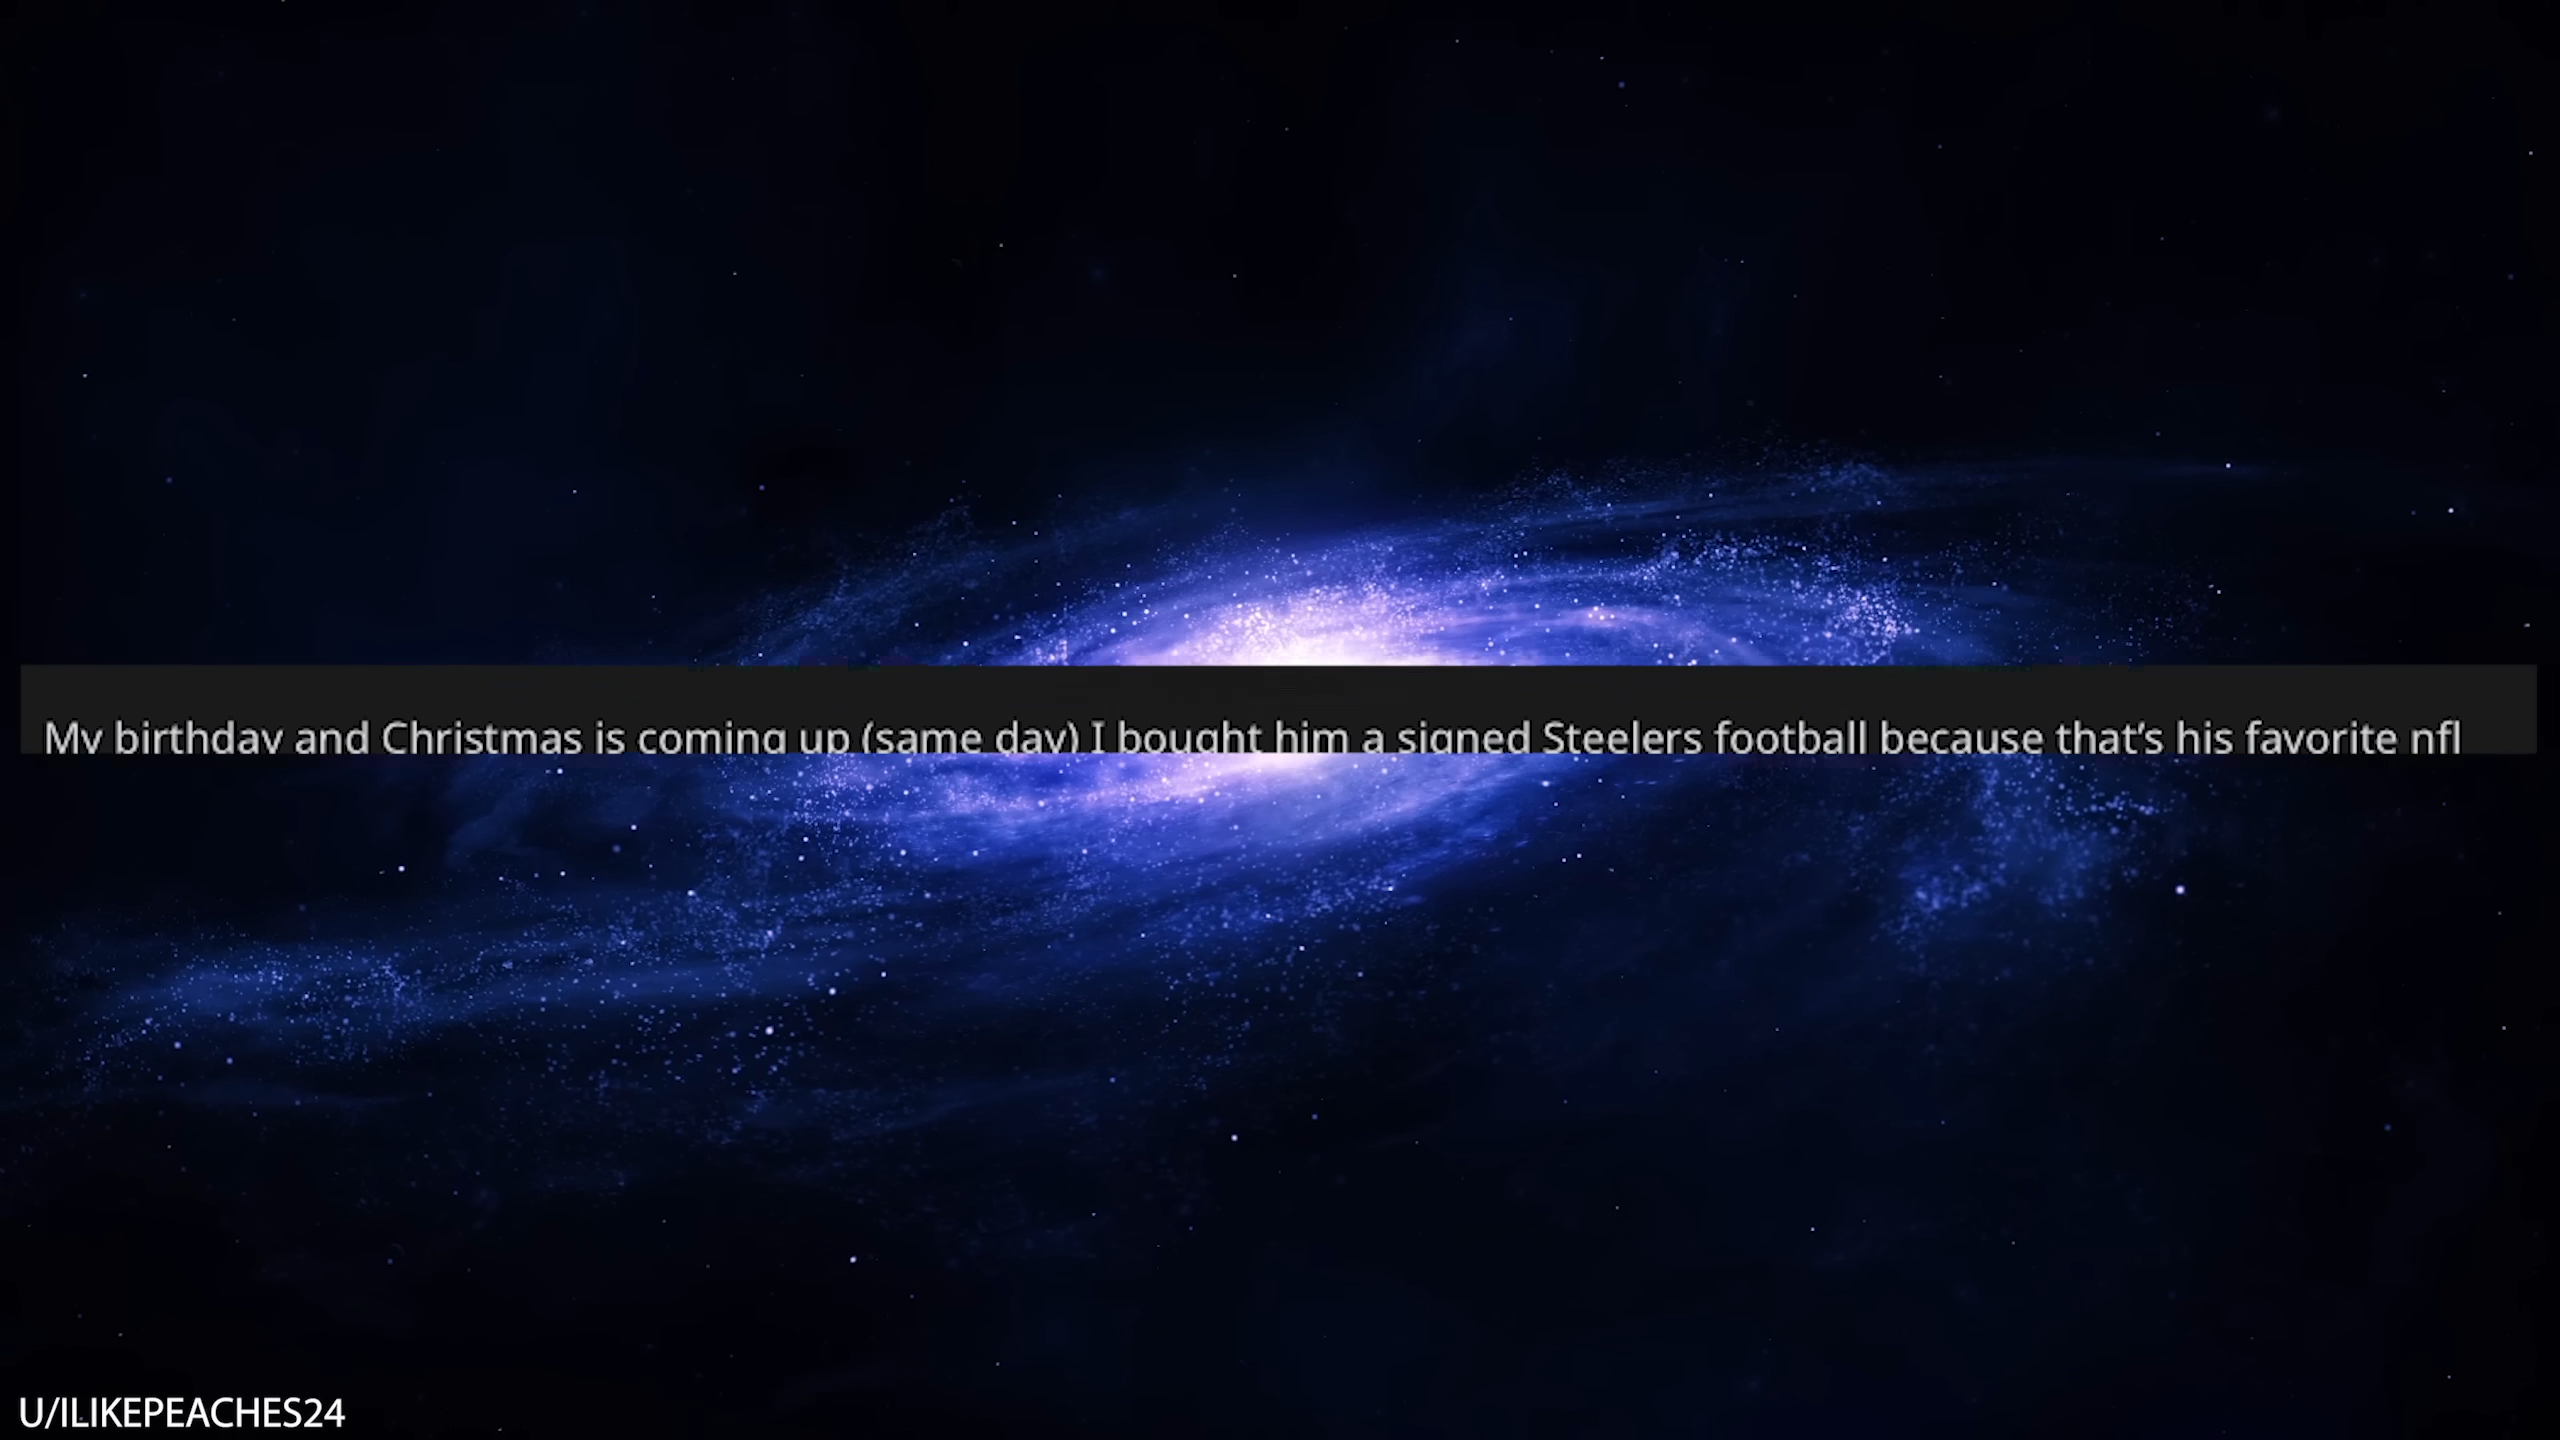 My birthday and Christmas is coming up (same day) I bought him a signed Steelers football because that’s his favorite nfl
U/ILIKEPEACHES24